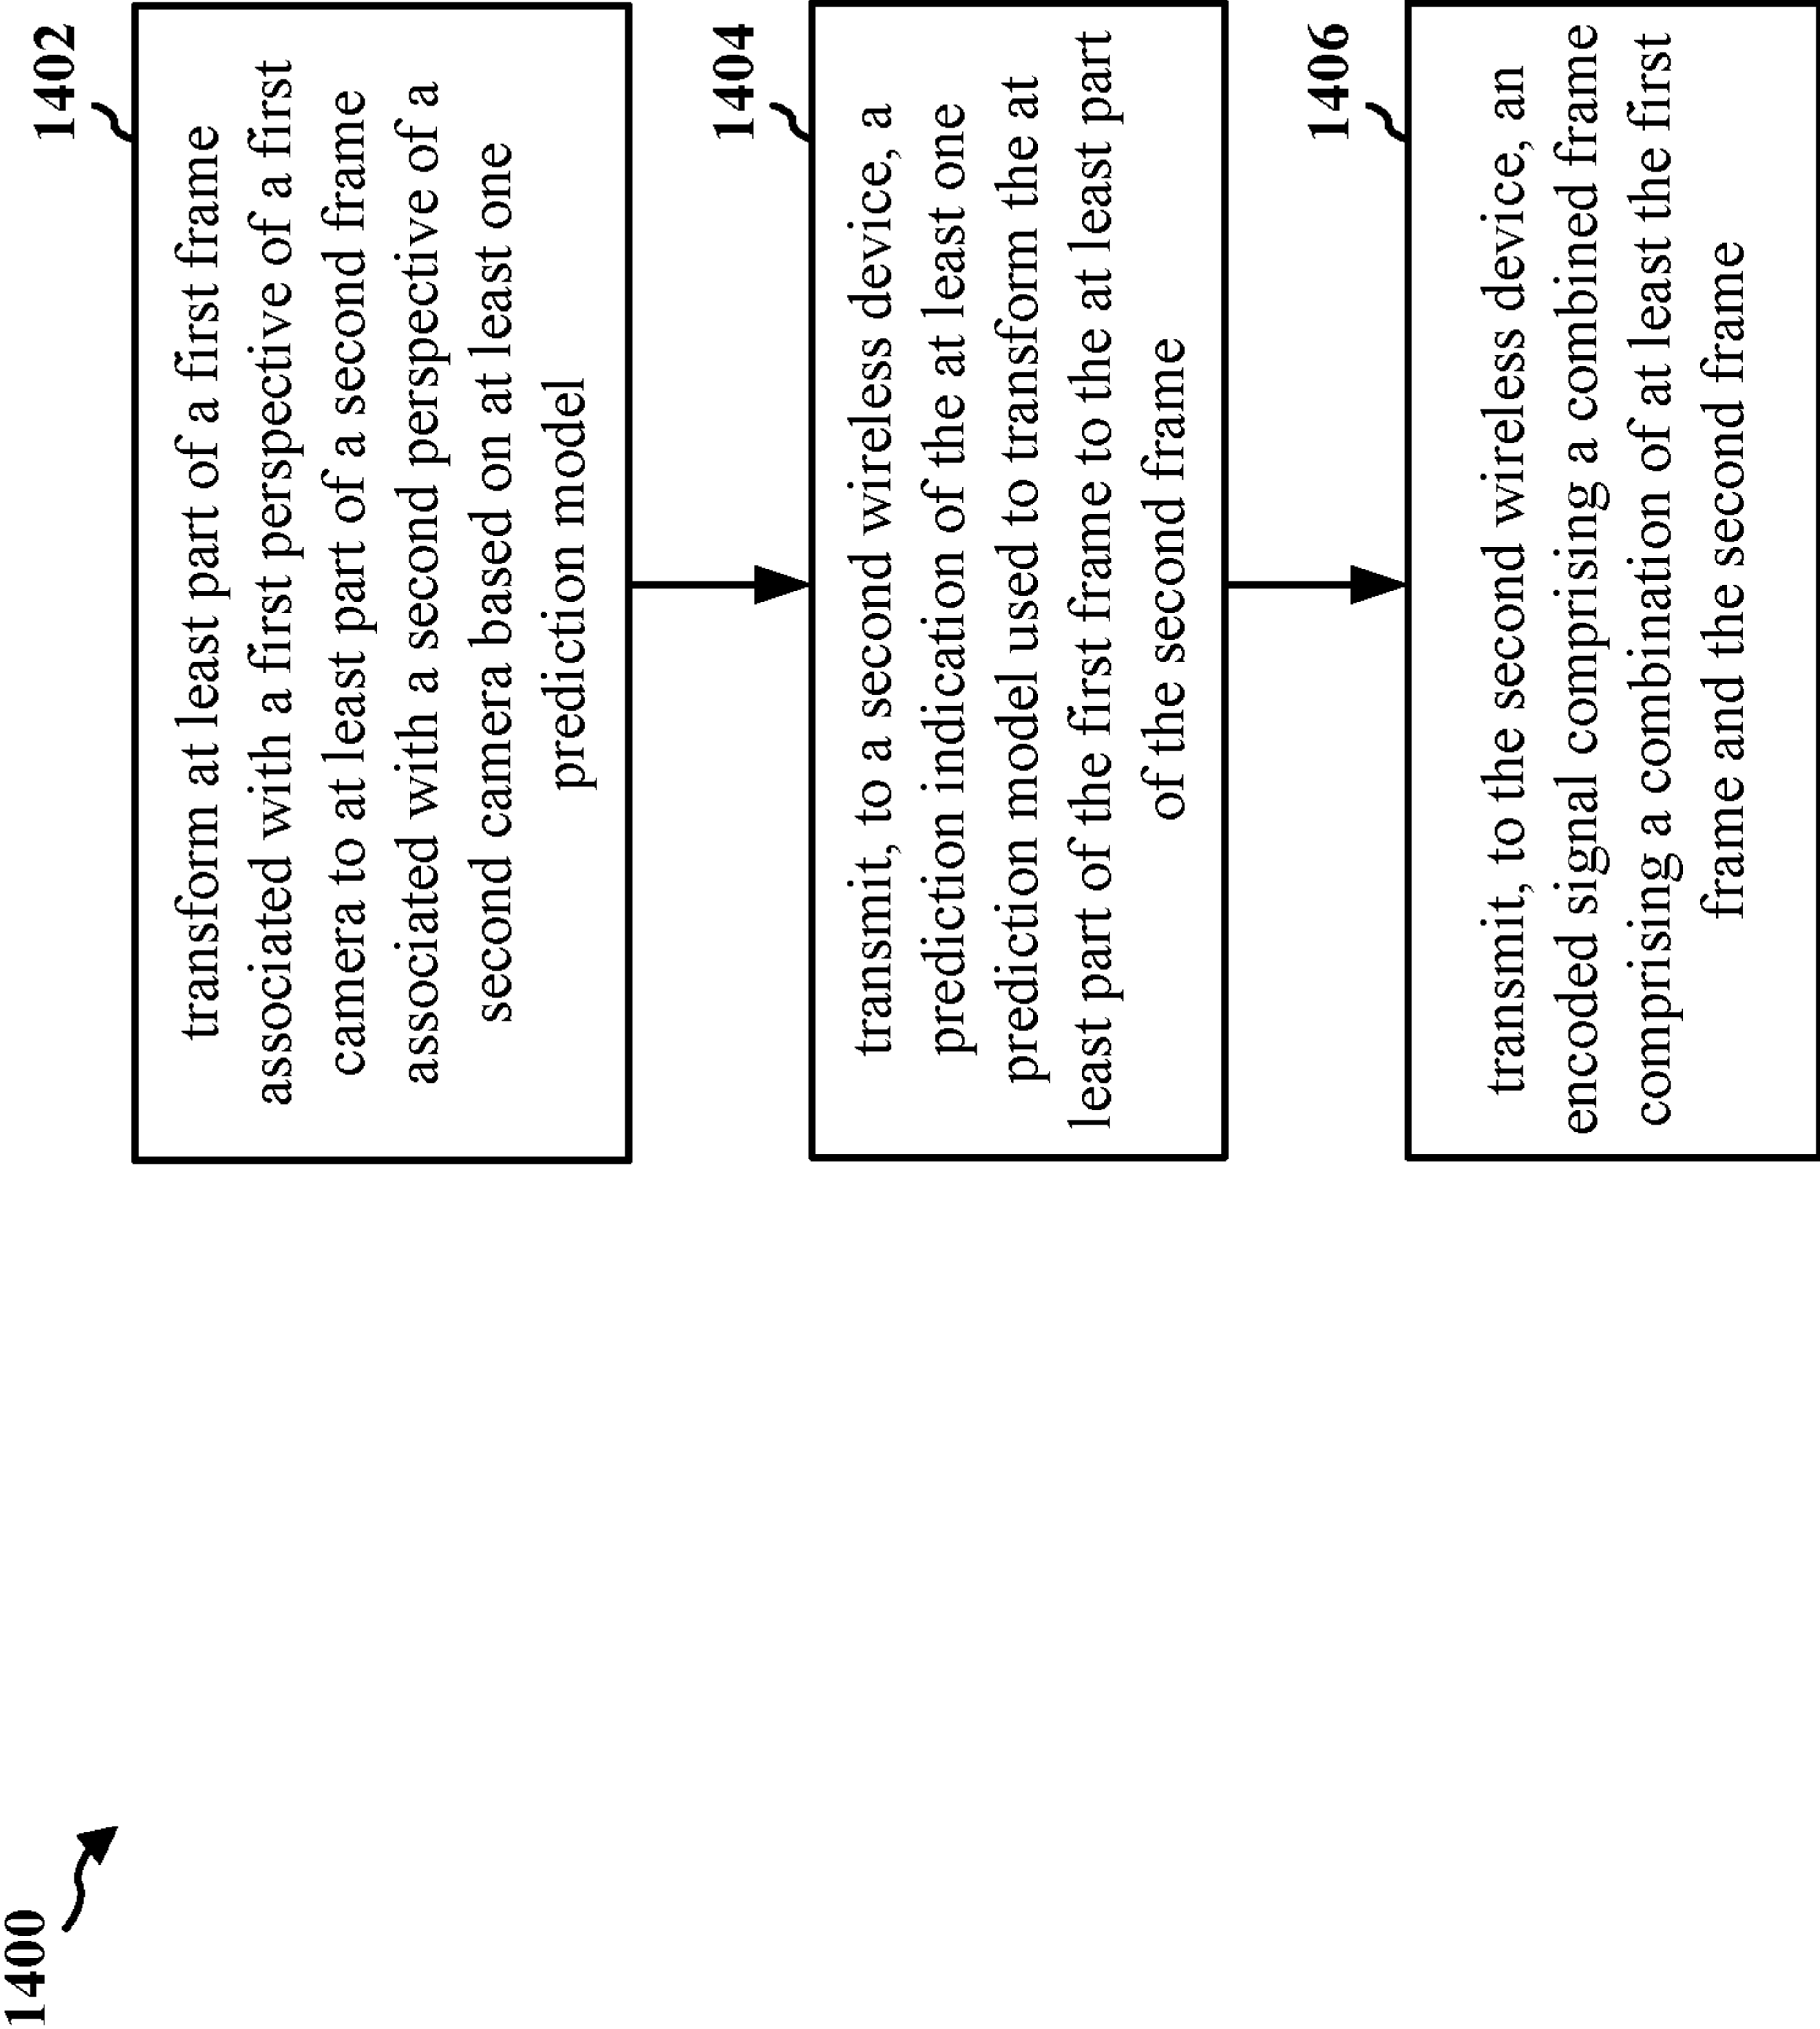 1400
1402
transform at least part of a first frame
associated with a first perspective of a first
camera to at least part of a second frame
associated with a second perspective of a
second camera based on at least one
prediction model
1404
transmit, to a second wireless device, a
prediction indication of the at least one
prediction model used to transform the at
least part of the first frame to the at least part
of the second frame
1406
transmit, to the second wireless device, an
encoded signal comprising a combined frame
comprising a combination of at least the first
frame and the second frame